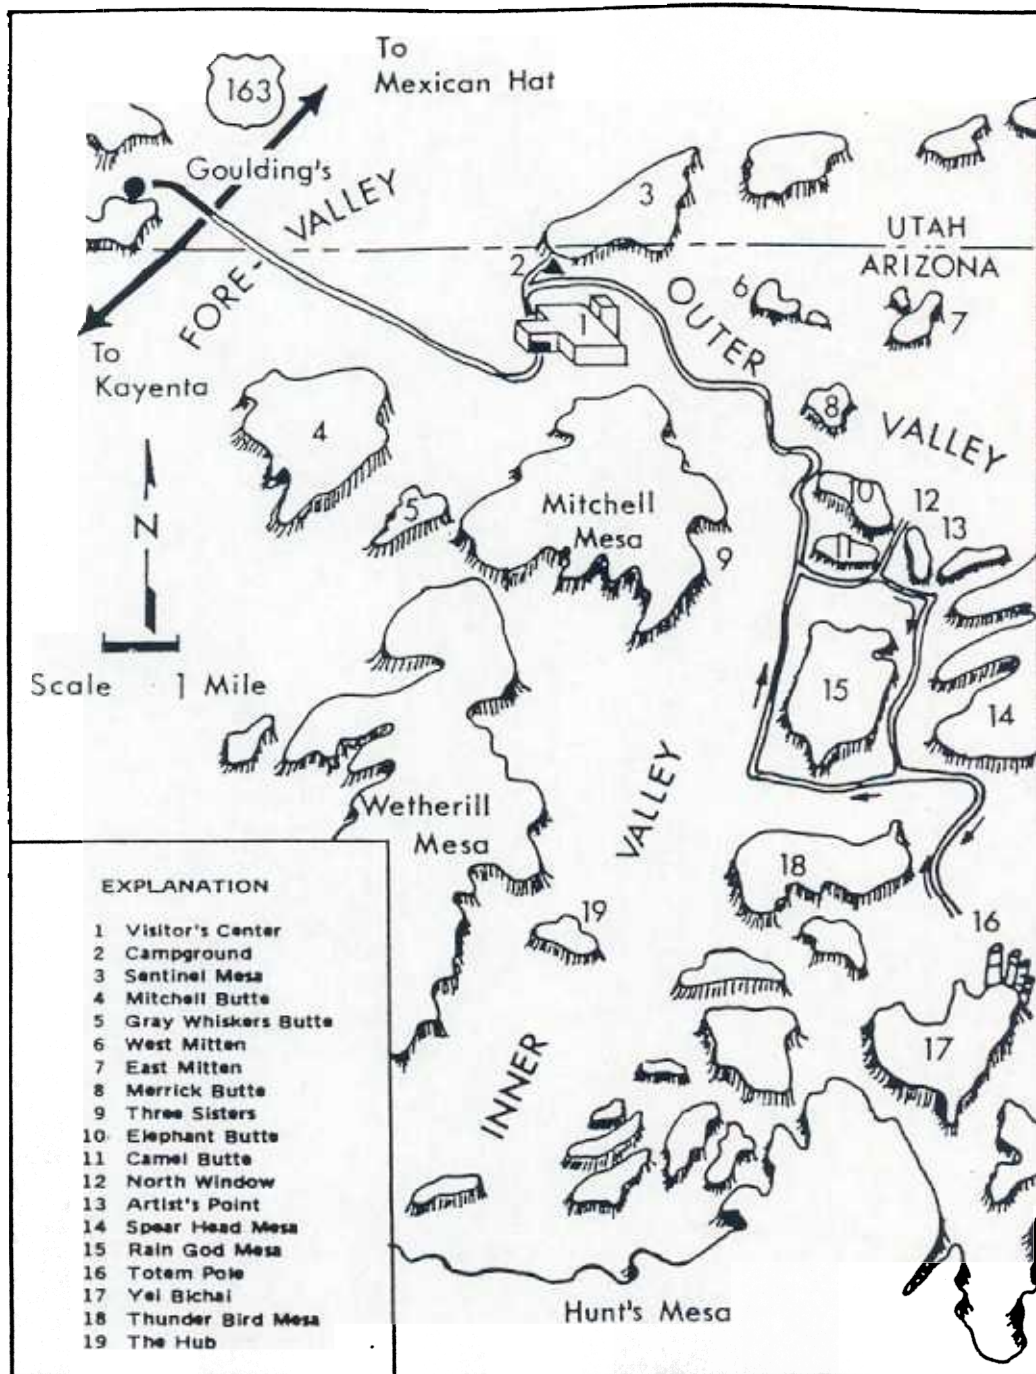 To
Mexican Hat
163
Goulding's
3
FORE-VALLEY
UTAH
ARIZONA
2
6
7
1
OUTER VALLEY
To
Kayenta
8
4
5
10
12
13
Mitchell
Mesa
11
9
N
Scale 1 Mile
15
14
INNER VALLEY
Wetherill
Mesa
18
19
16
17
Hunt's Mesa
EXPLANATION
1 Visitor's Center
2 Campground
3 Sentinel Mesa
4 Mitchell Butte
5 Gray Whiskers Butte
6 West Mitten
7 East Mitten
8 Merrick Butte
9 Three Sisters
10 Elephant Butte
11 Camel Butte
12 North Window
13 Artist's Point
14 Spear Head Mesa
15 Rain God Mesa
16 Totem Pole
17 Yei Bichai
18 Thunder Bird Mesa
19 The Hub